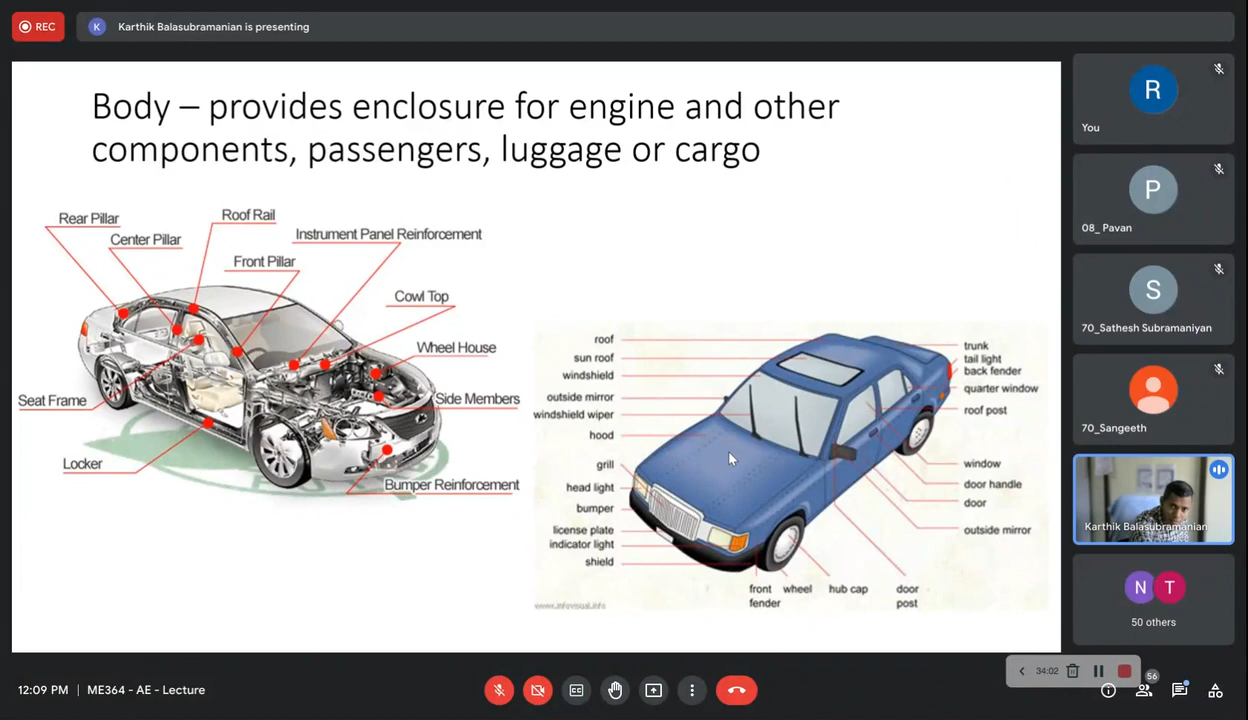 REC
K
Karthik Balasubramanian is presenting
Body – provides enclosure for engine and other
components, passengers, luggage or cargo
Rear Pillar
Roof Rail
Center Pillar
Instrument Panel Reinforcement
Front Pillar
Cowl Top
Wheel House
Seat Frame
Side Members
Locker
Bumper Reinforcement
roof
sun roof
windshield
outside mirror
windshield wiper
hood
grill
head light
bumper
license plate
indicator light
shield
trunk
tail light
back fender
quarter window
roof post
window
door handle
door
outside mirror
front
fender
wheel
hub cap
door
post
www.infovisual.info
R
You
P
08_ Pavan
S
70_Sathesh Subramaniyan
70_Sangeeth
Karthik Balasubramanian
N
T
50 others
34:02
12:09 PM | ME364 - AE - Lecture
CC
56